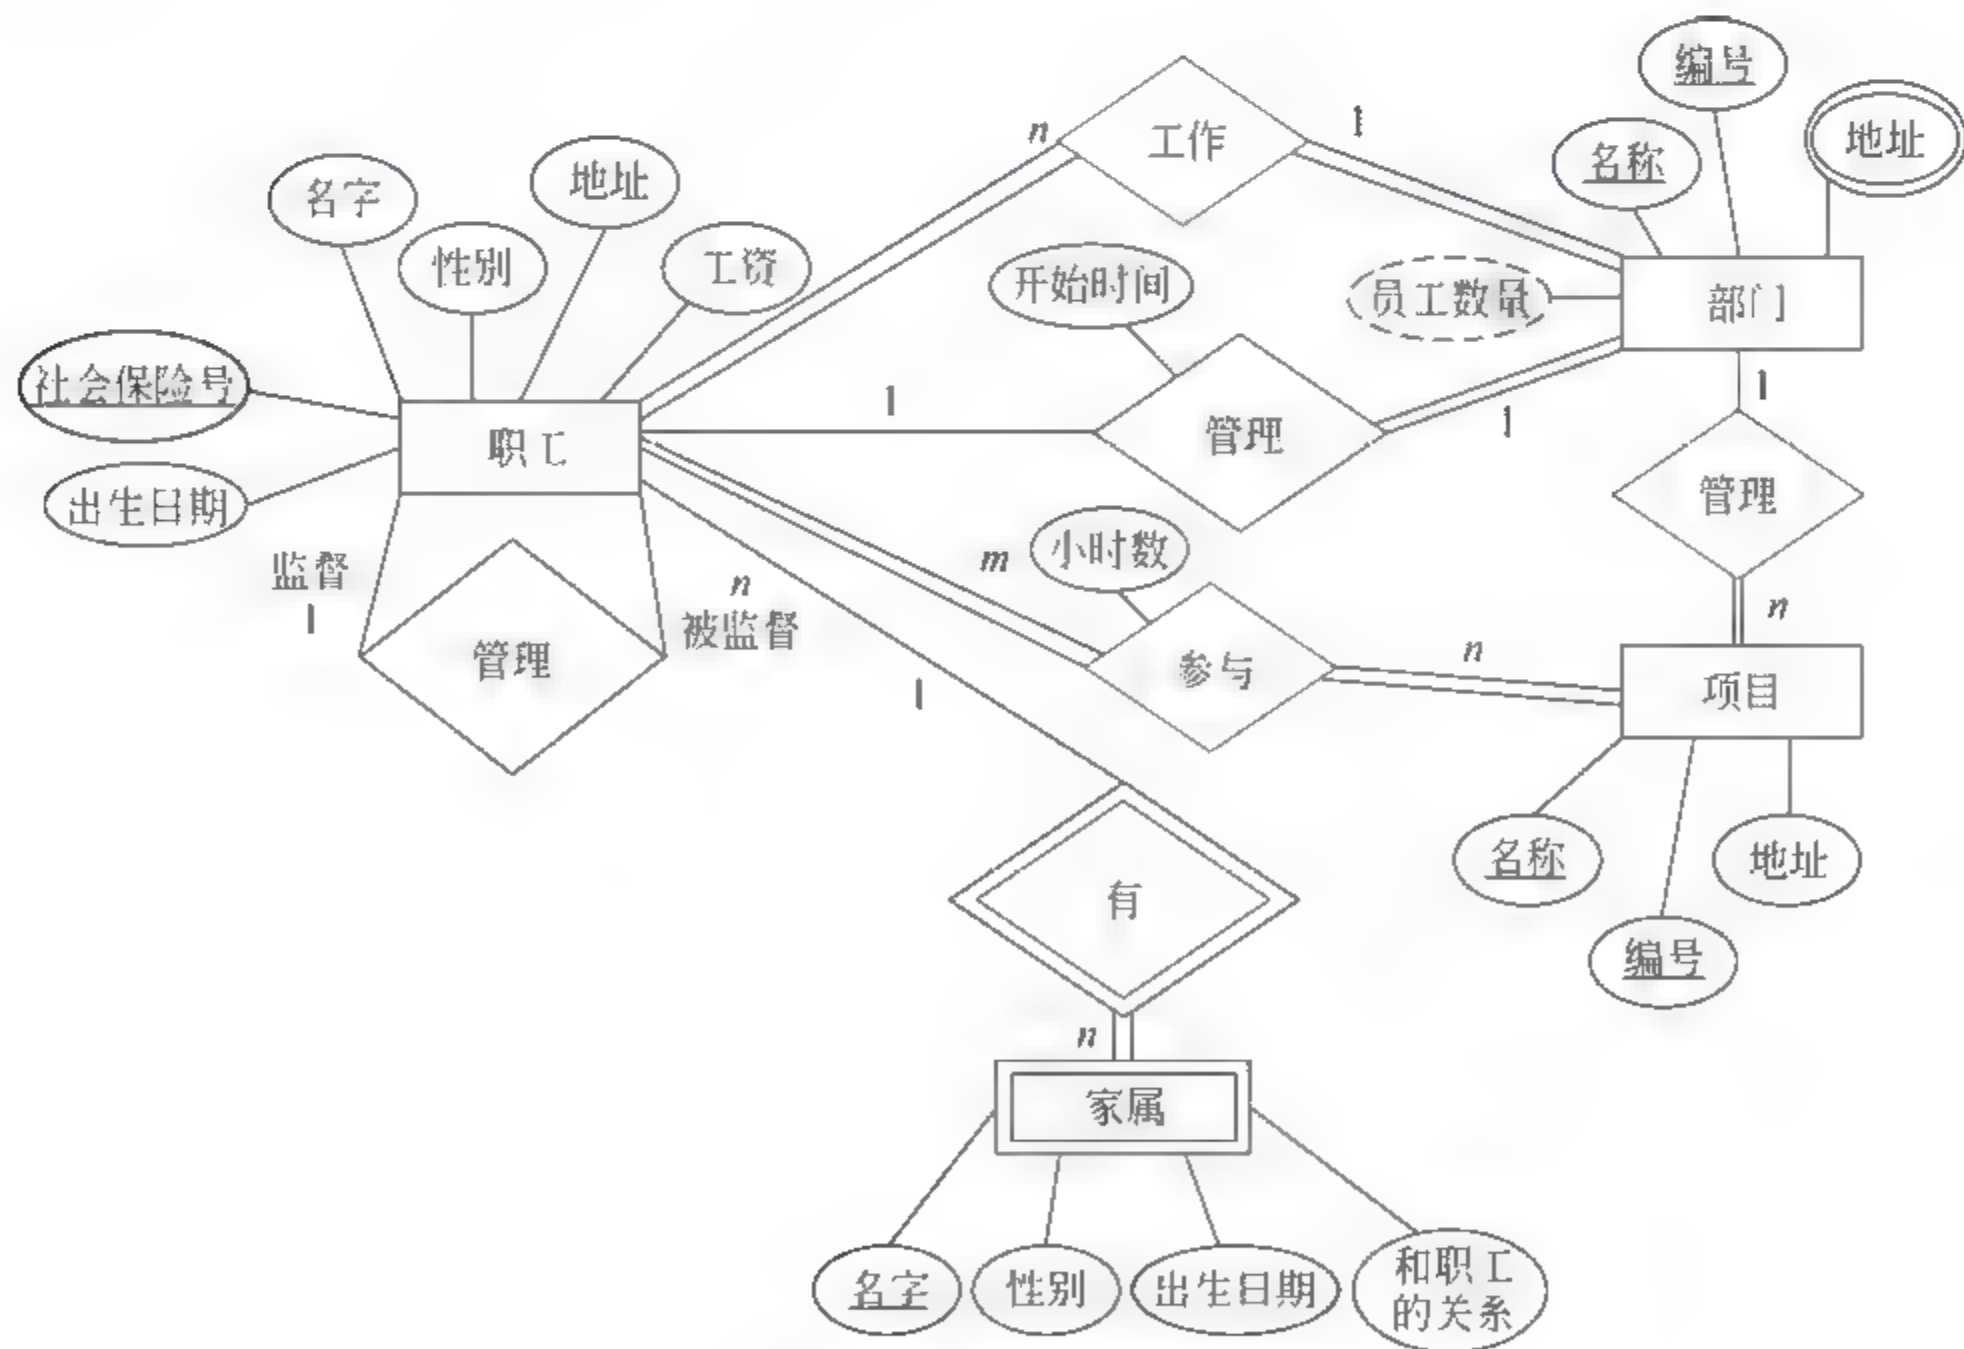 编号
地址
名称
工作
n
1
名字
地址
性别
工资
开始时间
员工数量
部门
社会保险号
职工
1
管理
1
1
出生日期
管理
监督
1
n
被监督
管理
m
小时数
参与
n
n
项目
1
名称
地址
有
编号
n
家属
名字
性别
出生日期
和职工
的关系